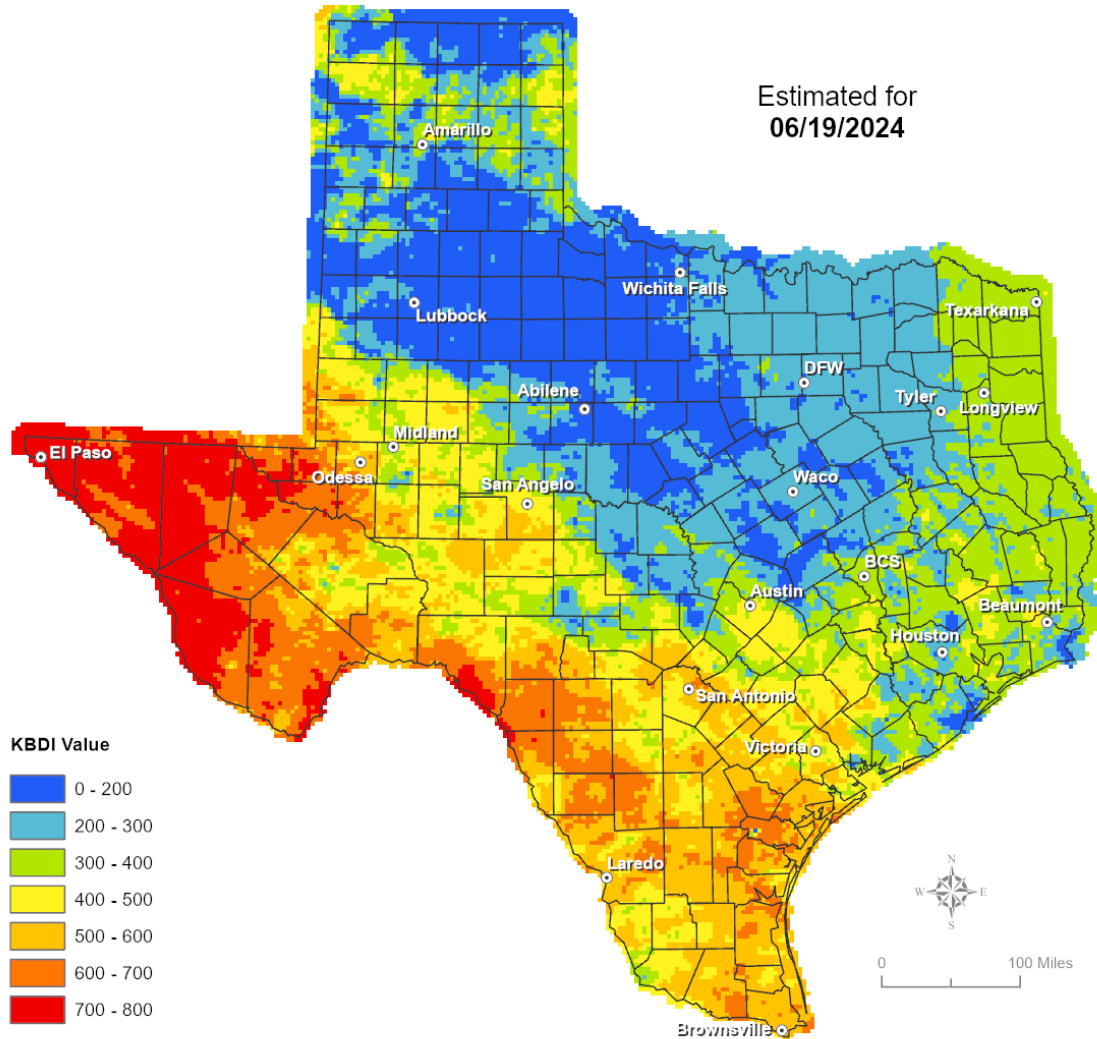 Estimated for
06/19/2024
Amarillo
Wichita Falls
Lubbock
Texarkana
DFW
Abilene
Tyler
Longview
Midland
El Paso
Odessa
San Angelo
Waco
BCS
Austin
Beaumont
Houston
San Antonio
Victoria
Laredo
Brownsville
KBDI Value
0 - 200
200 - 300
300 - 400
400 - 500
500 - 600
600 - 700
700 - 800
N
W E
S
0 100 Miles